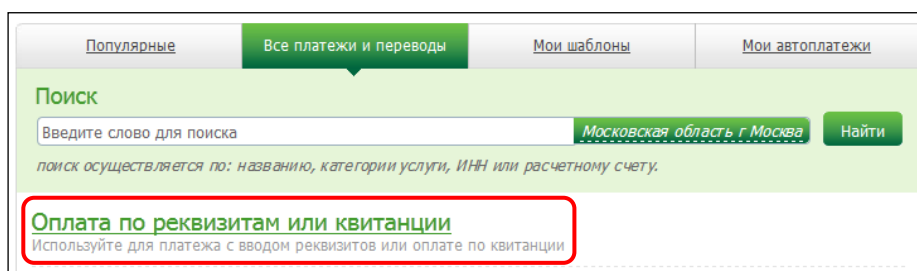 Популярные Все платежи и переводы Мои шаблоны Мои автоплатежи
Поиск
Введите слово для поиска Московская область г Москва Найти
поиск осуществляется по: названию, категории услуги, ИНН или расчетному счету.
Оплата по реквизитам или квитанции
Используйте для платежа с вводом реквизитов или оплате по квитанции